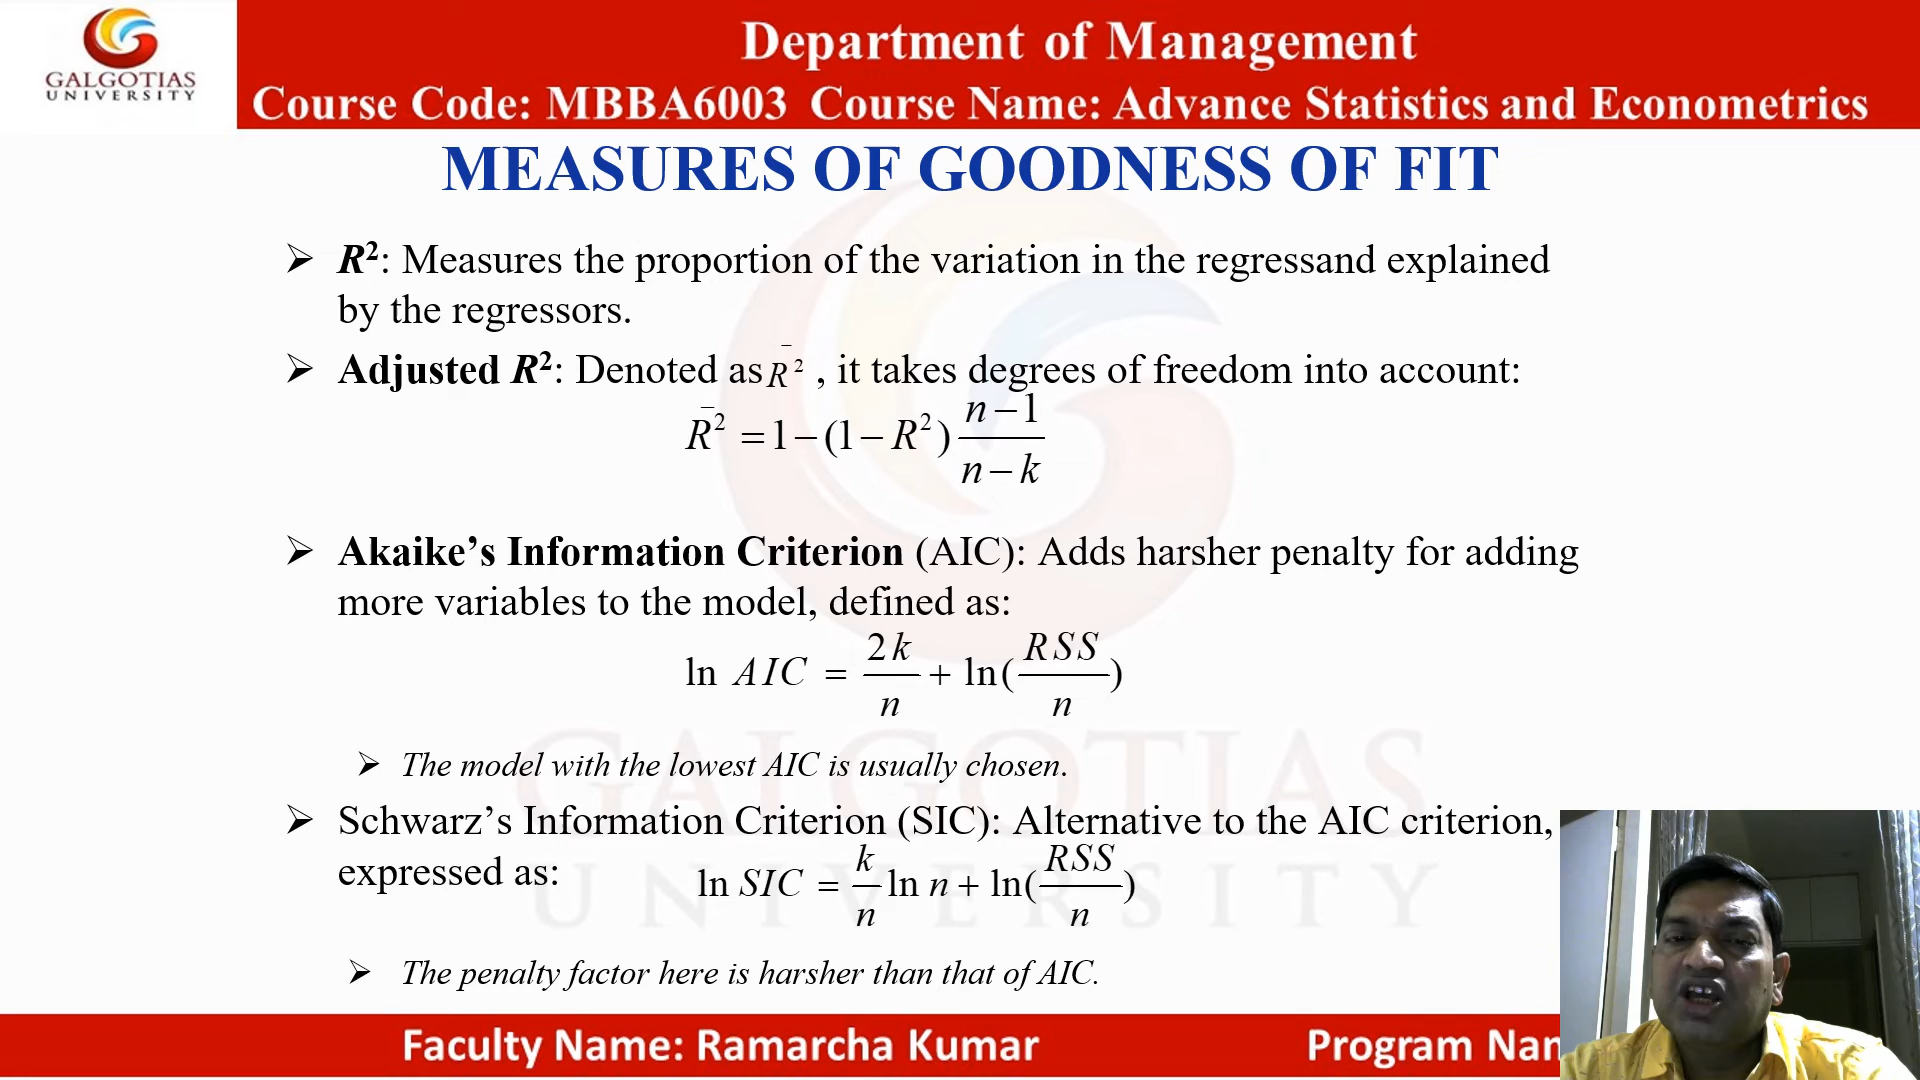 GALGOTIAS
UNIVERSITY
Department of Management
Course Code: MBBA6003 Course Name: Advance Statistics and Econometrics
MEASURES OF GOODNESS OF FIT
➢ R²: Measures the proportion of the variation in the regressand explained
by the regressors.
➢ Adjusted R²: Denoted as R̄², it takes degrees of freedom into account:
R̄² = 1 − (1 − R²) (n − 1)/(n − k)
➢ Akaike’s Information Criterion (AIC): Adds harsher penalty for adding
more variables to the model, defined as:
ln AIC = 2k/n + ln(RSS/n)
➢ The model with the lowest AIC is usually chosen.
➢ Schwarz’s Information Criterion (SIC): Alternative to the AIC criterion,
expressed as: ln SIC = k/n ln n + ln(RSS/n)
➢ The penalty factor here is harsher than that of AIC.
GALGOTIAS
UNIVERSITY
Faculty Name: Ramarcha Kumar
Program